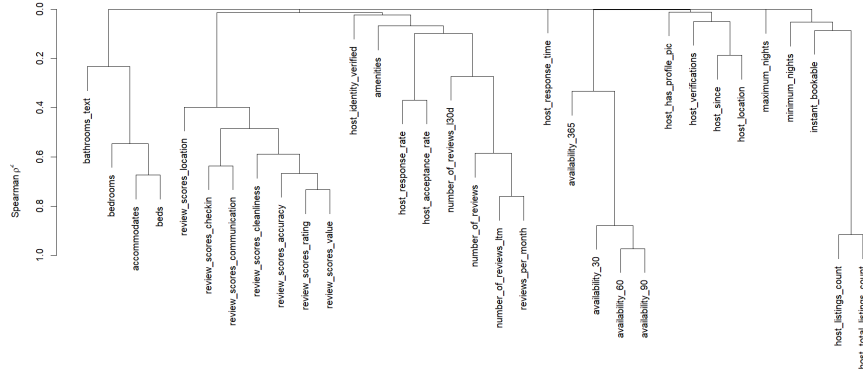 Spearman ρ²
0.0
0.2
0.4
0.6
0.8
1.0
bathrooms_text
bedrooms
accommodates
beds
review_scores_location
review_scores_checkin
review_scores_communication
review_scores_cleanliness
review_scores_accuracy
review_scores_rating
review_scores_value
host_identity_verified
amenities
host_response_rate
host_acceptance_rate
number_of_reviews_l30d
number_of_reviews
number_of_reviews_ltm
reviews_per_month
host_response_time
availability_365
availability_30
availability_60
availability_90
host_has_profile_pic
host_verifications
host_since
host_location
maximum_nights
minimum_nights
instant_bookable
host_listings_count
host_total_listings_count